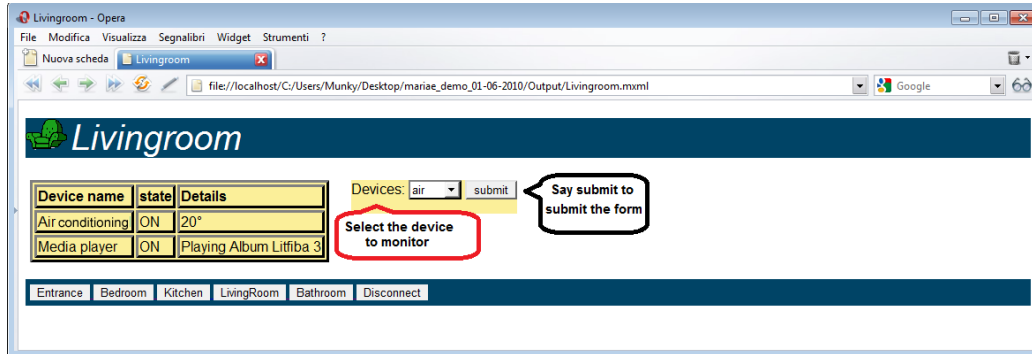 Livingroom - Opera
File Modifica Visualizza Segnalibri Widget Strumenti ?
Nuova scheda Livingroom
file://localhost/C:/Users/Munky/Desktop/mariae_demo_01-06-2010/Output/Livingroom.mxml Google
Livingroom
Device name state Details
Air conditioning ON 20°
Media player ON Playing Album Litfiba 3
Devices: air submit
Select the device
to monitor
Say submit to
submit the form
Entrance Bedroom Kitchen LivingRoom Bathroom Disconnect